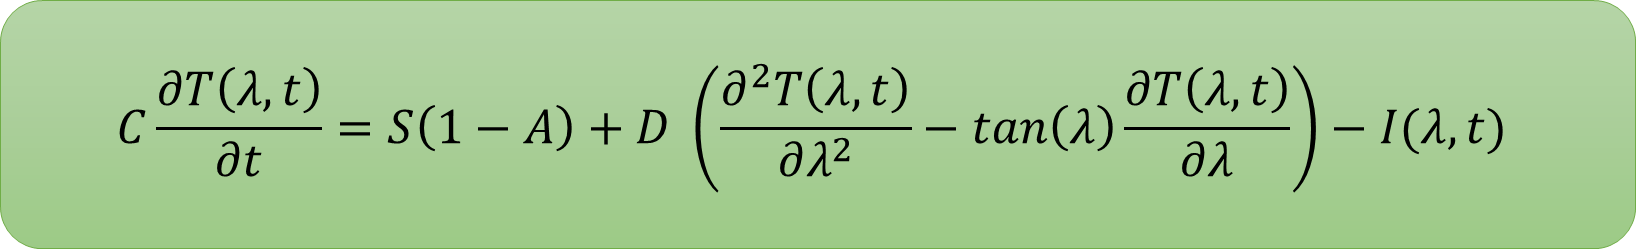 C ∂T(λ, t)/∂t = S(1 − A) + D (∂²T(λ, t)/∂λ² − tan(λ) ∂T(λ, t)/∂λ) − I(λ, t)